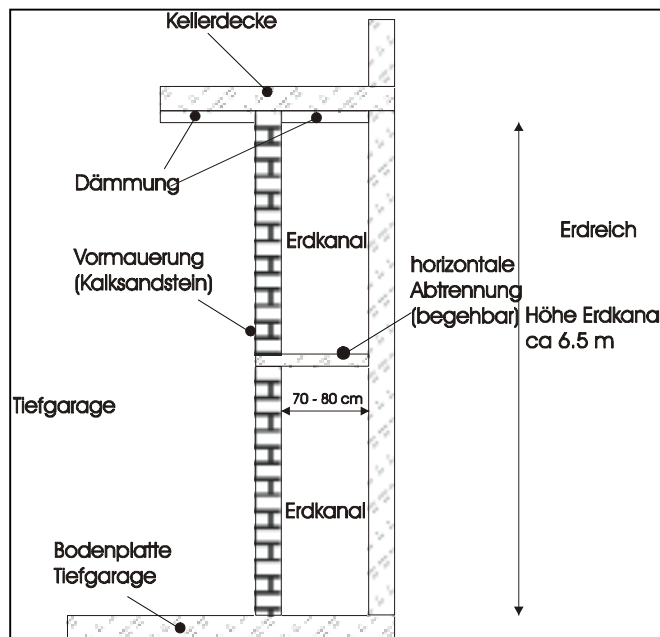 Kellerdecke
Dämmung
Erdkanal
Erdreich
Vormauerung
(Kalksandstein)
horizontale
Abtrennung
(begehbar)
Höhe Erdkana
ca 6.5 m
Tiefgarage
70 - 80 cm
Erdkanal
Bodenplatte
Tiefgarage